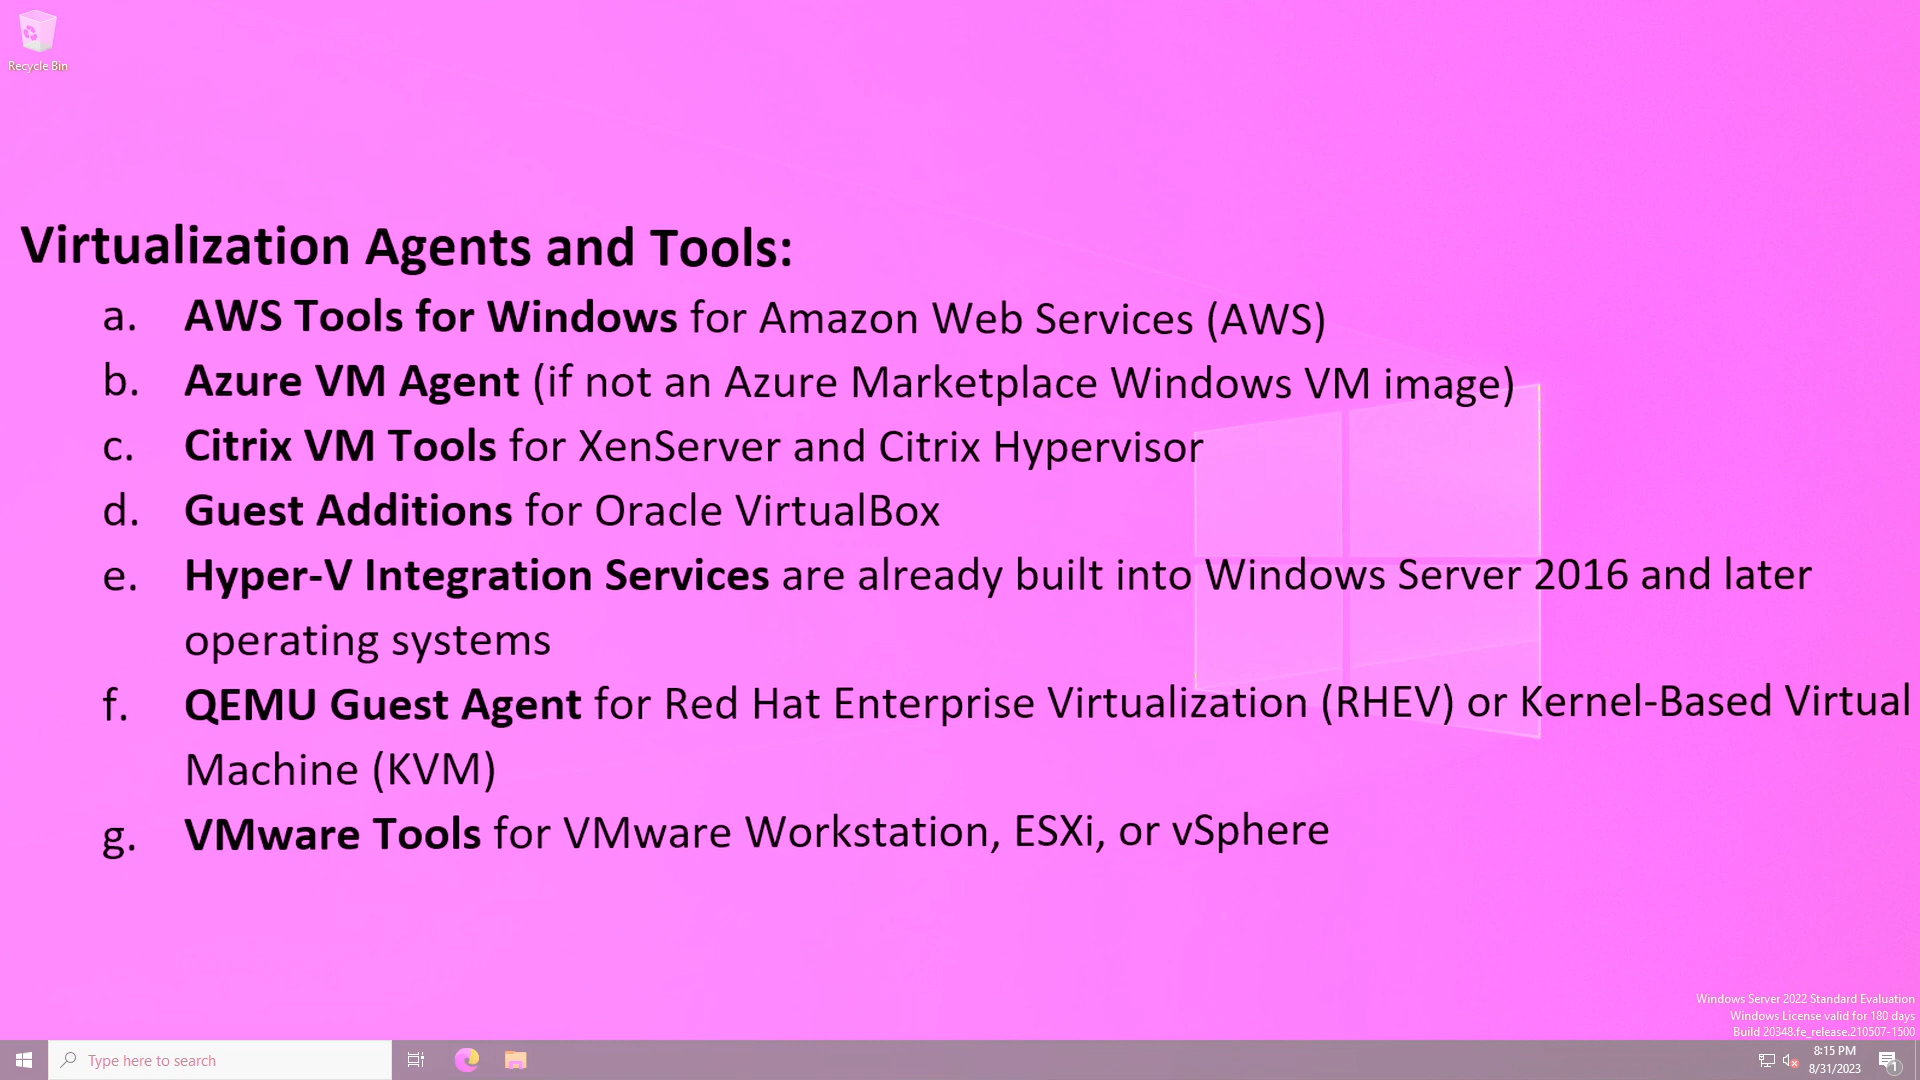 Recycle Bin
Virtualization Agents and Tools:
a. AWS Tools for Windows for Amazon Web Services (AWS)
b. Azure VM Agent (if not an Azure Marketplace Windows VM image)
c. Citrix VM Tools for XenServer and Citrix Hypervisor
d. Guest Additions for Oracle VirtualBox
e. Hyper-V Integration Services are already built into Windows Server 2016 and later
operating systems
f. QEMU Guest Agent for Red Hat Enterprise Virtualization (RHEV) or Kernel-Based Virtual
Machine (KVM)
g. VMware Tools for VMware Workstation, ESXi, or vSphere
Windows Server 2022 Standard Evaluation
Windows License valid for 180 days
Build 20348.fe_release.210507-1500
Type here to search
8:15 PM
8/31/2023
1